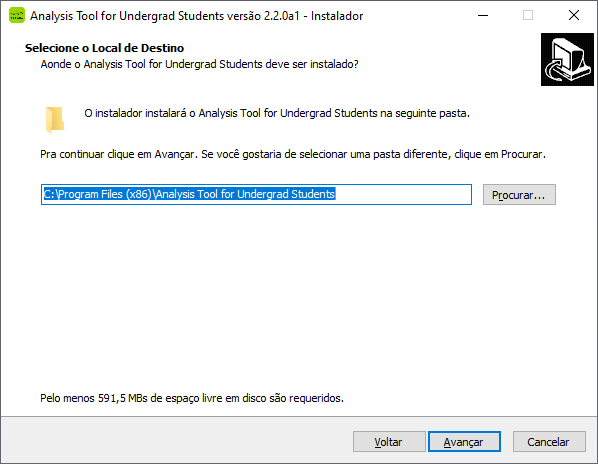 Analysis Tool for Undergrad Students versão 2.2.0a1 - Instalador
Selecione o Local de Destino
Aonde o Analysis Tool for Undergrad Students deve ser instalado?
O instalador instalará o Analysis Tool for Undergrad Students na seguinte pasta.
Pra continuar clique em Avançar. Se você gostaria de selecionar uma pasta diferente, clique em Procurar.
C:\Program Files (x86)\Analysis Tool for Undergrad Students
Procurar...
Pelo menos 591,5 MBs de espaço livre em disco são requeridos.
Voltar
Avançar
Cancelar